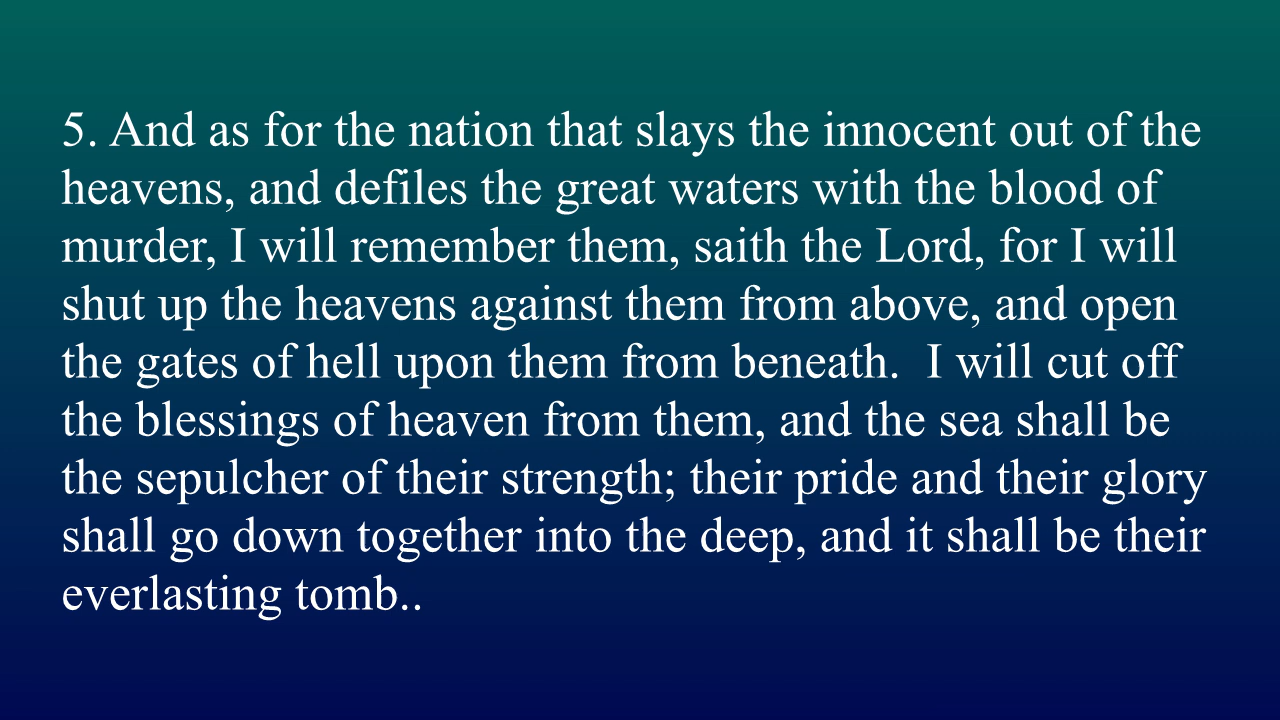 5. And as for the nation that slays the innocent out of the
heavens, and defiles the great waters with the blood of
murder, I will remember them, saith the Lord, for I will
shut up the heavens against them from above, and open
the gates of hell upon them from beneath.  I will cut off
the blessings of heaven from them, and the sea shall be
the sepulcher of their strength; their pride and their glory
shall go down together into the deep, and it shall be their
everlasting tomb..